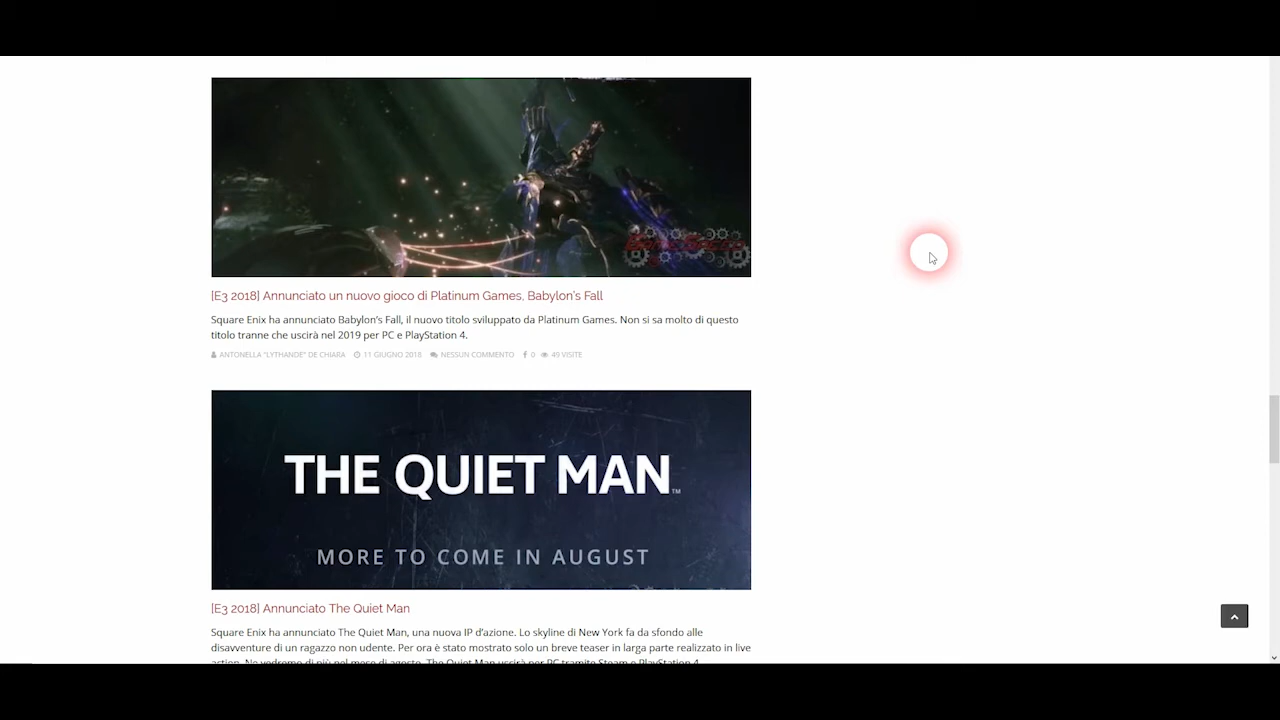 [E3 2018] Annunciato un nuovo gioco di Platinum Games, Babylon's Fall
Square Enix ha annunciato Babylon's Fall, il nuovo titolo sviluppato da Platinum Games. Non si sa molto di questo
titolo tranne che uscirà nel 2019 per PC e PlayStation 4.
ANTONELLA "LYTHANDE" DE CHIARA 11 GIUGNO 2018 NESSUN COMMENTO 0 49 VISITE
THE QUIET MAN™
MORE TO COME IN AUGUST
[E3 2018] Annunciato The Quiet Man
Square Enix ha annunciato The Quiet Man, una nuova IP d'azione. Lo skyline di New York fa da sfondo alle
disavventure di un ragazzo non udente. Per ora è stato mostrato solo un breve teaser in larga parte realizzato in live
action. Ne vedremo di più nel mese di agosto. The Quiet Man uscirà per PC tramite Steam e PlayStation 4.